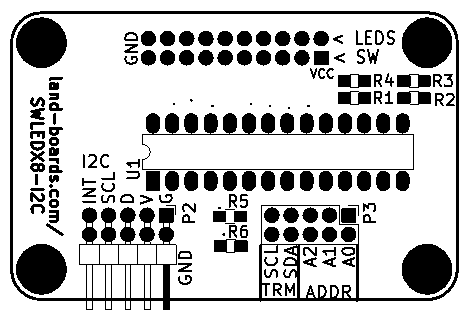 GND
< LEDS
< SW
VCC
R4 R3
R1 R2
land-boards.com/
SWLEDX8-I2C
I2C
U1
INT
SCL
D
V
G
P2
R5
R6
P3
GND
SCL
SDA
A2
A1
A0
TRM
ADDR